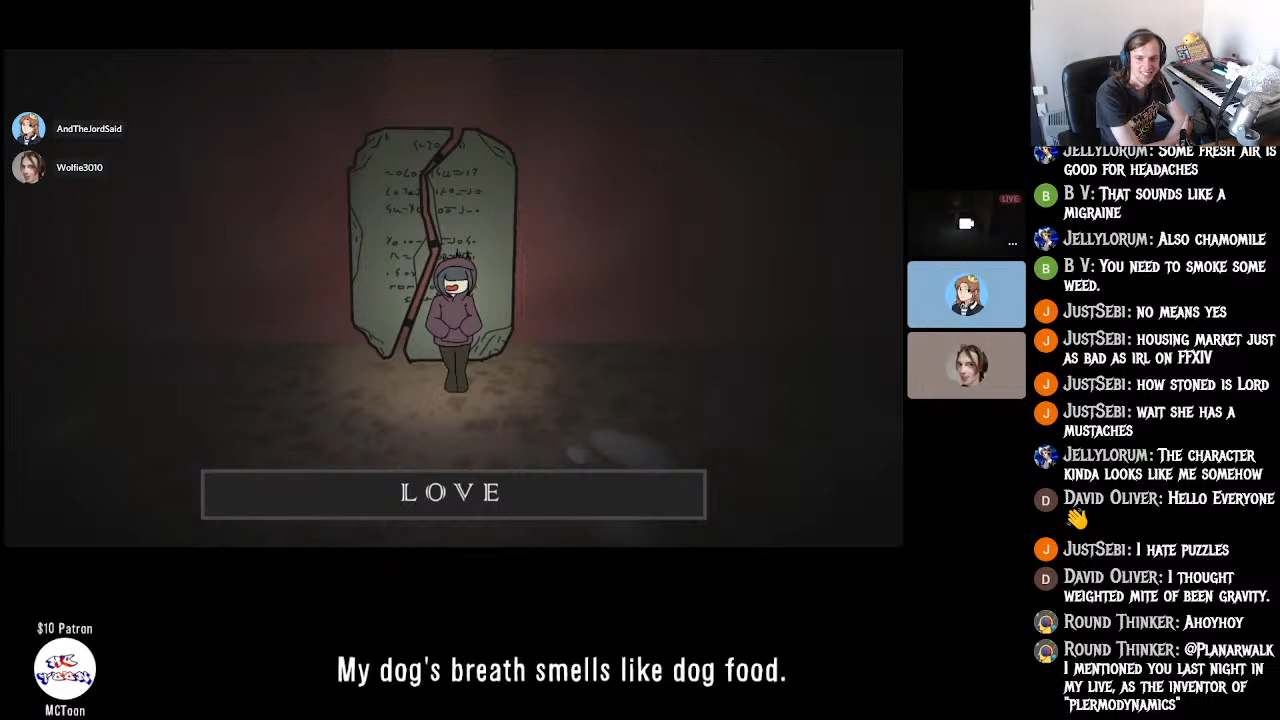 AndTheJordSaid
Wolfie3010
LOVE
$10 Patron
MC
TOON
MCToon
My dog's breath smells like dog food.
LIVE
...
51
JELLYLORUM: SOME FRESH AIR IS
GOOD FOR HEADACHES
B V: THAT SOUNDS LIKE A
MIGRAINE
JELLYLORUM: ALSO CHAMOMILE
B V: YOU NEED TO SMOKE SOME
WEED.
JUSTSEBI: NO MEANS YES
JUSTSEBI: HOUSING MARKET JUST
AS BAD AS IRL ON FFXIV
JUSTSEBI: HOW STONED IS LORD
JUSTSEBI: WAIT SHE HAS A
MUSTACHES
JELLYLORUM: THE CHARACTER
KINDA LOOKS LIKE ME SOMEHOW
DAVID OLIVER: HELLO EVERYONE
👋
JUSTSEBI: I HATE PUZZLES
DAVID OLIVER: I THOUGHT
WEIGHTED MITE OF BEEN GRAVITY.
ROUND THINKER: AHOYHOY
ROUND THINKER: @PLANARWALK
I MENTIONED YOU LAST NIGHT IN
MY LIVE, AS THE INVENTOR OF
"PLERMODYNAMICS"